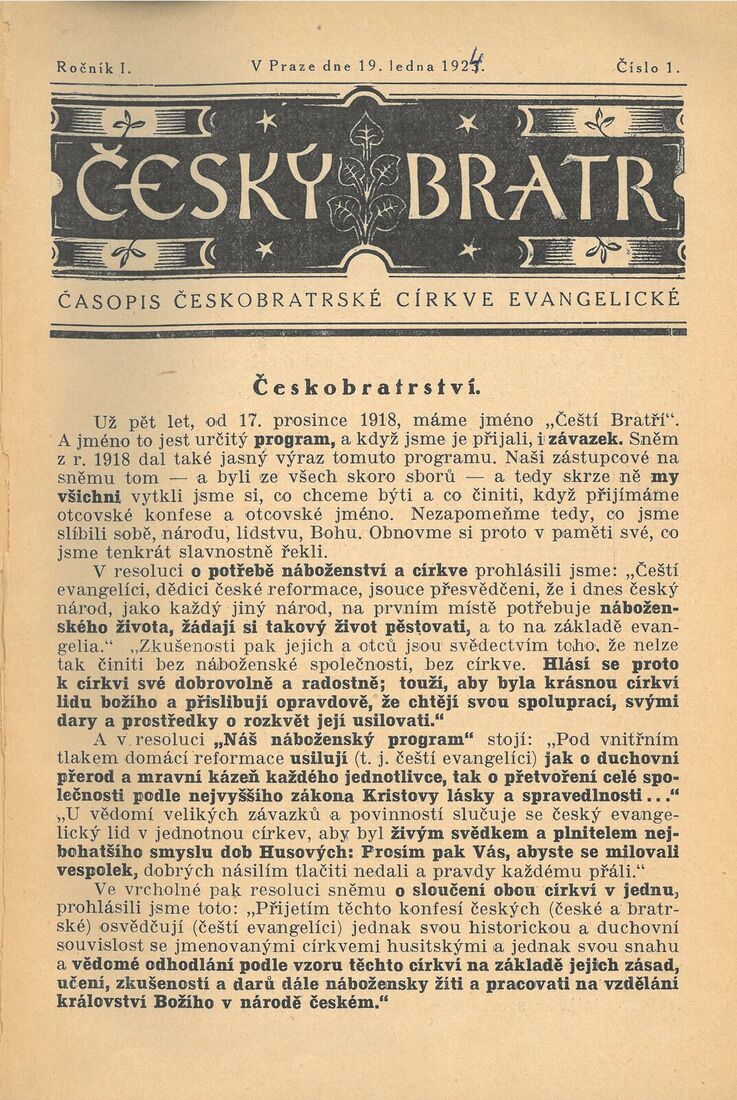 Ročník I.
V Praze dne 19. ledna 1924.
Číslo 1.
ČESKÝ BRATR
ČASOPIS ČESKOBRATRSKÉ CÍRKVE EVANGELICKÉ
Českobratrství.
Už pět let, od 17. prosince 1918, máme jméno „Čeští Bratří“.
A jméno to jest určitý program, a když jsme je přijali, i závazek. Sněm
z r. 1918 dal také jasný výraz tomuto programu. Naši zástupcové na
sněmu tom — a byli ze všech skoro sborů — a tedy skrze ně my
všichni vytkli jsme si, co chceme býti a co činiti, když přijímáme
otcovské konfese a otcovské jméno. Nezapomeňme tedy, co jsme
slíbili sobě, národu, lidstvu, Bohu. Obnovme si proto v paměti své, co
jsme tenkrát slavnostně řekli.
V resoluci o potřebě náboženství a církve prohlásili jsme: „Čeští
evangelíci, dědici české reformace, jsouce přesvědčeni, že i dnes český
národ, jako každý jiný národ, na prvním místě potřebuje nábožen-
ského života, žádají si takový život pěstovati, a to na základě evan-
gelia.“ „Zkušenosti pak jejich a otců jsou svědectvím toho, že nelze
tak činiti bez náboženské společnosti, bez církve. Hlásí se proto
k církvi své dobrovolně a radostně; touží, aby byla krásnou církví
lidu božího a přislibují opravdově, že chtějí svou spoluprací, svými
dary a prostředky o rozkvět její usilovati.“
A v resoluci „Náš náboženský program“ stojí: „Pod vnitřním
tlakem domácí reformace usilují (t. j. čeští evangelíci) jak o duchovní
přerod a mravní kázeň každého jednotlivce, tak o přetvoření celé spo-
lečnosti podle nejvyššího zákona Kristovy lásky a spravedlnosti...“
„U vědomí velikých závazků a povinností slučuje se český evange-
lický lid v jednotnou církev, aby byl živým svědkem a plnitelem nej-
bohatšího smyslu dob Husových: Prosím pak Vás, abyste se milovali
vespolek, dobrých násilím tlačiti nedali a pravdy každému přáli.“
Ve vrcholné pak resoluci sněmu o sloučení obou církví v jednu,
prohlásili jsme toto: „Přijetím těchto konfesí českých (české a bratr-
ské) osvědčují (čeští evangelíci) jednak svou historickou a duchovní
souvislost se jmenovanými církvemi husitskými a jednak svou snahu
a vědomé odhodlání podle vzoru těchto církví na základě jejich zásad,
učení, zkušeností a darů dále nábožensky žíti a pracovati na vzdělání
království Božího v národě českém.“